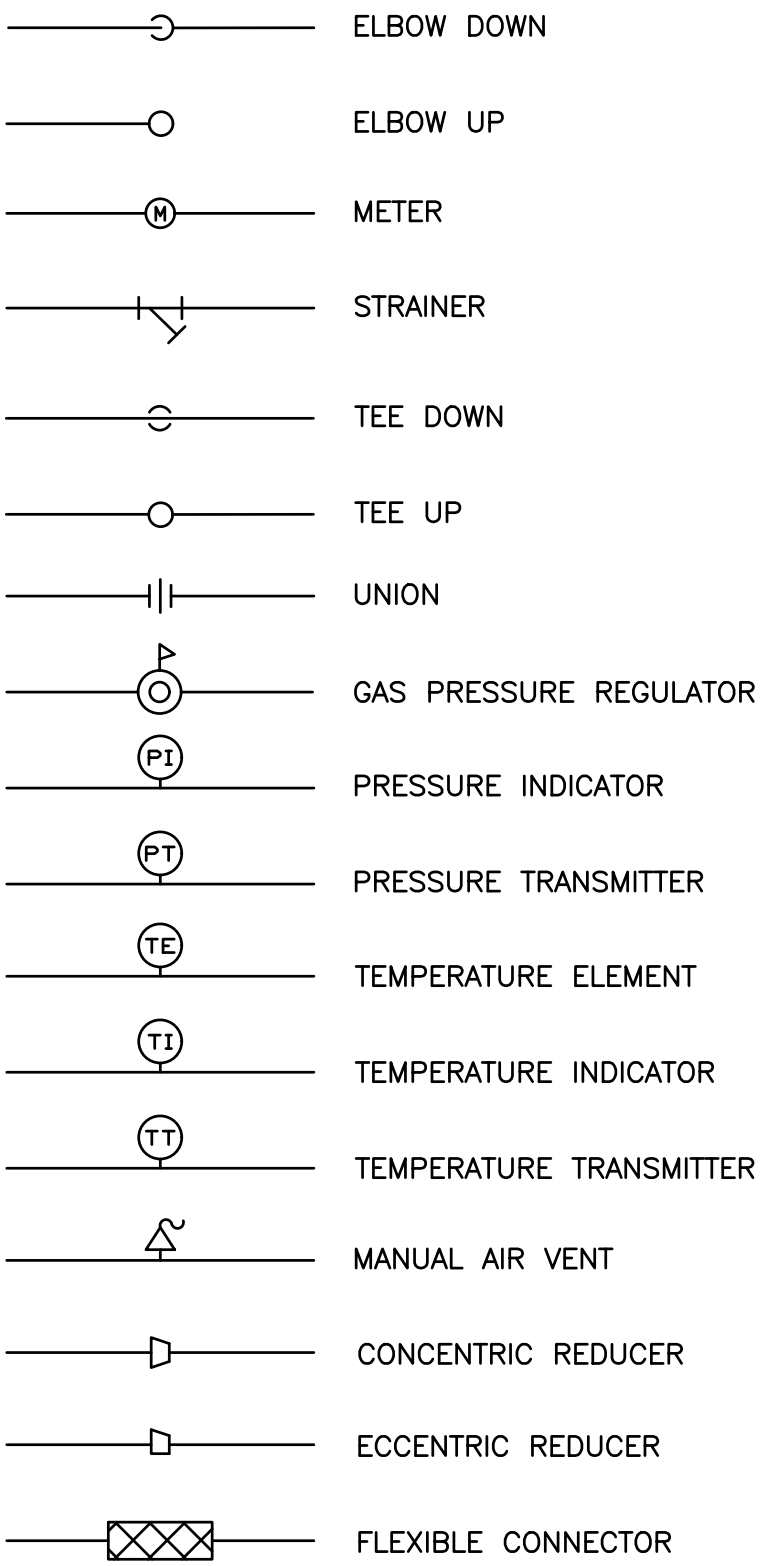 ELBOW DOWN
ELBOW UP
M METER
STRAINER
TEE DOWN
TEE UP
UNION
GAS PRESSURE REGULATOR
PI
PRESSURE INDICATOR
PT
PRESSURE TRANSMITTER
TE
TEMPERATURE ELEMENT
TI
TEMPERATURE INDICATOR
TT
TEMPERATURE TRANSMITTER
MANUAL AIR VENT
CONCENTRIC REDUCER
ECCENTRIC REDUCER
FLEXIBLE CONNECTOR